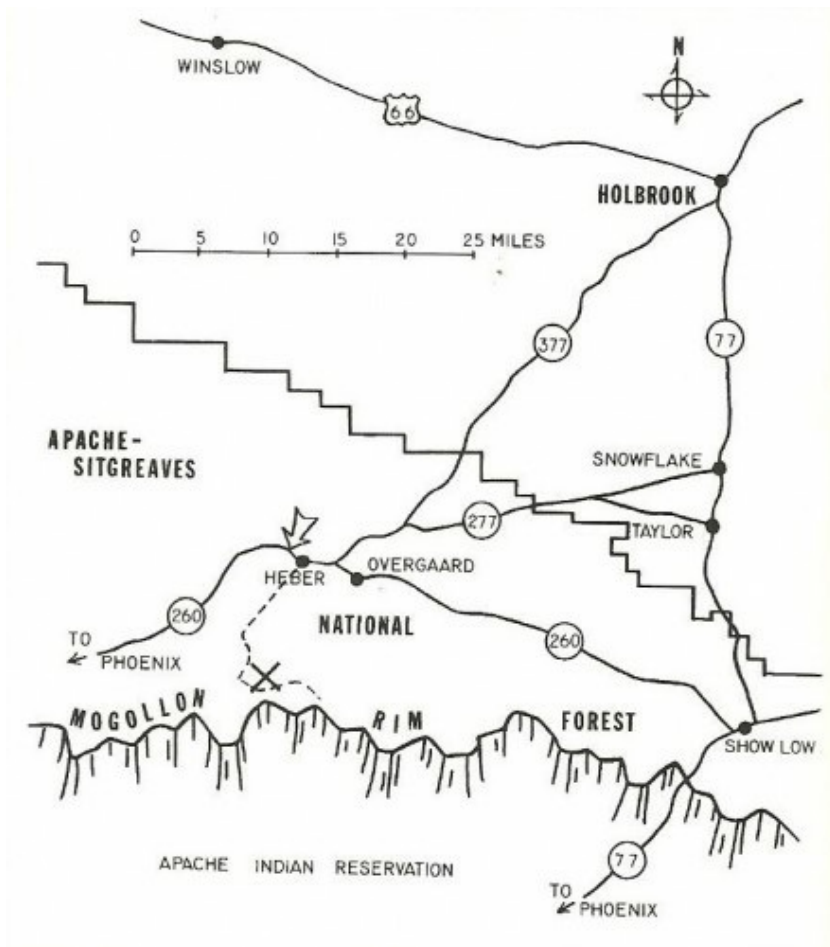 WINSLOW
N
66
HOLBROOK
0 5 10 15 20 25 MILES
377
77
APACHE-
SITGREAVES
SNOWFLAKE
277
TAYLOR
HEBER
OVERGAARD
260
NATIONAL
260
TO
PHOENIX
MOGOLLON RIM
FOREST
SHOW LOW
APACHE INDIAN RESERVATION
77
TO
PHOENIX